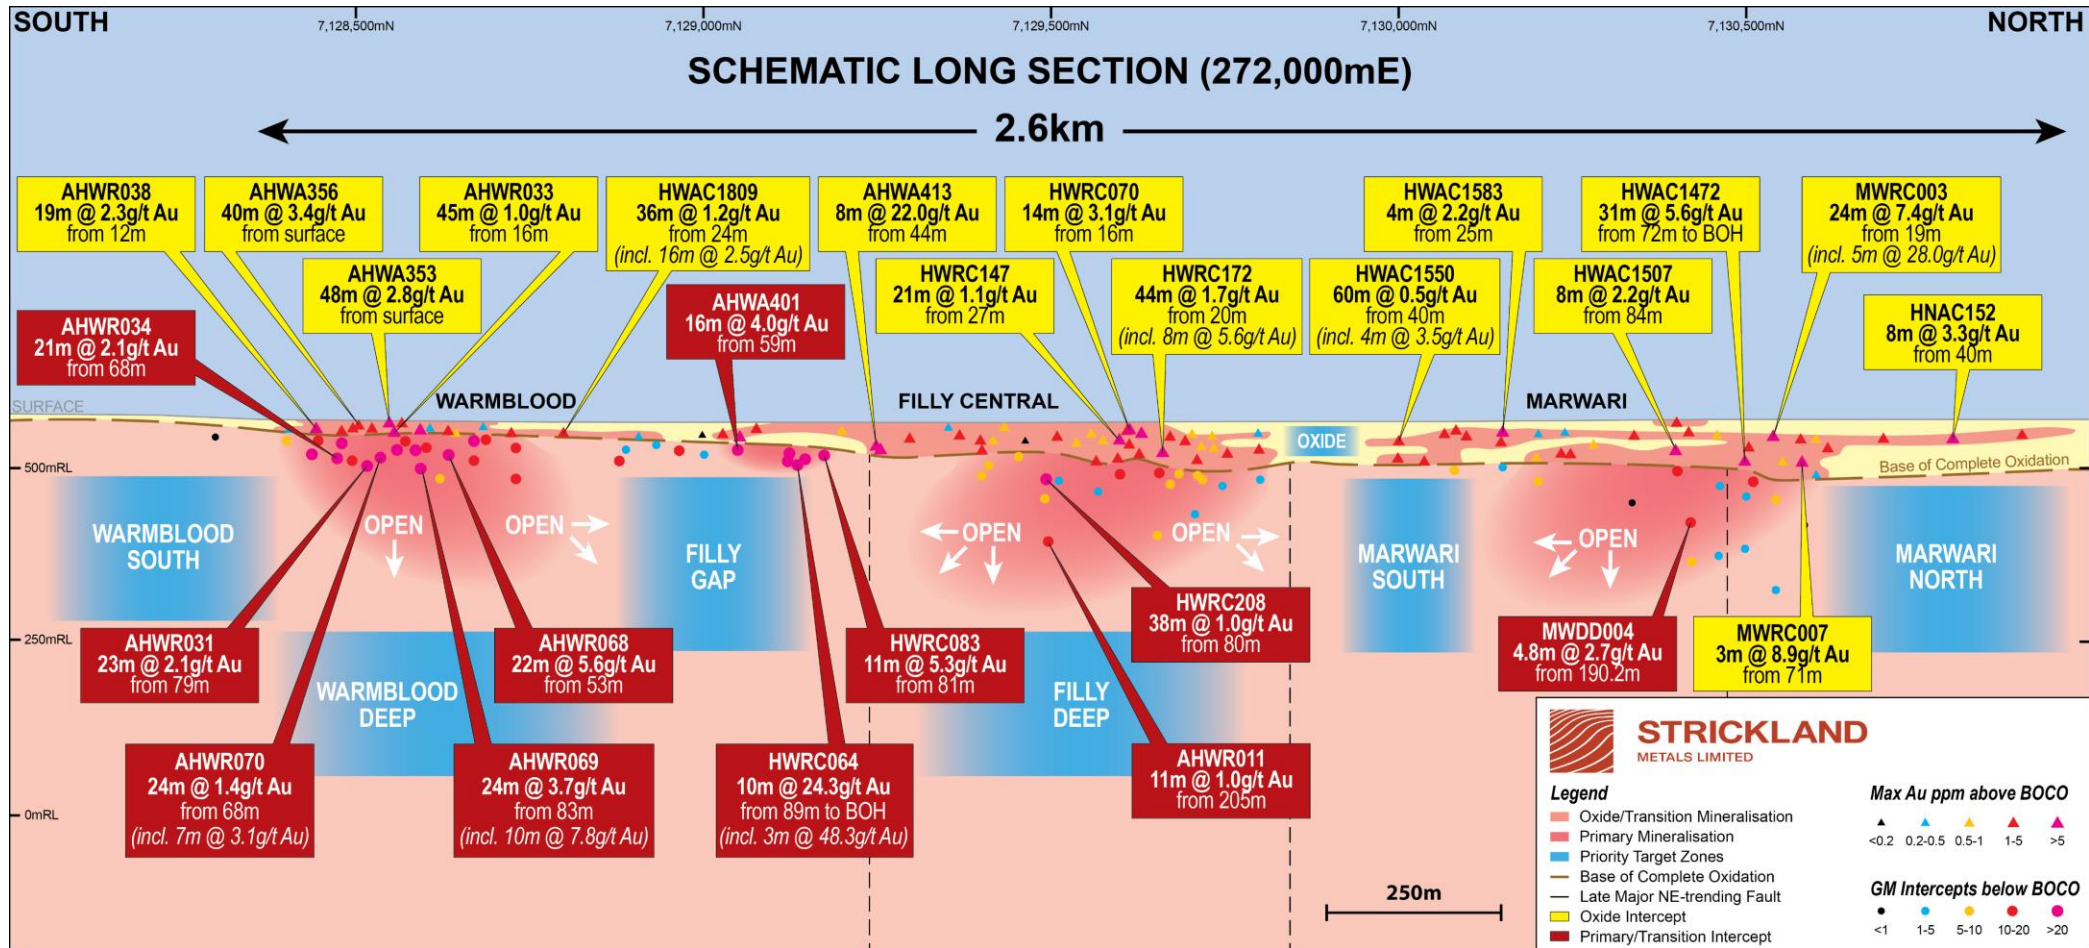 SOUTH
7,128,500mN
7,129,000mN
7,129,500mN
7,130,000mN
7,130,500mN
NORTH
SCHEMATIC LONG SECTION (272,000mE)
2.6km
AHWR038
19m @ 2.3g/t Au
from 12m
AHWA356
40m @ 3.4g/t Au
from surface
AHWR033
45m @ 1.0g/t Au
from 16m
HWAC1809
36m @ 1.2g/t Au
from 24m
(incl. 16m @ 2.5g/t Au)
AHWA413
8m @ 22.0g/t Au
from 44m
HWRC070
14m @ 3.1g/t Au
from 16m
HWAC1583
4m @ 2.2g/t Au
from 25m
HWAC1472
31m @ 5.6g/t Au
from 72m to BOH
MWRC003
24m @ 7.4g/t Au
from 19m
(incl. 5m @ 28.0g/t Au)
AHWA353
48m @ 2.8g/t Au
from surface
HWRC147
21m @ 1.1g/t Au
from 27m
HWRC172
44m @ 1.7g/t Au
from 20m
(incl. 8m @ 5.6g/t Au)
HWAC1550
60m @ 0.5g/t Au
from 40m
(incl. 4m @ 3.5g/t Au)
HWAC1507
8m @ 2.2g/t Au
from 84m
HNAC152
8m @ 3.3g/t Au
from 40m
AHWR034
21m @ 2.1g/t Au
from 68m
AHWA401
16m @ 4.0g/t Au
from 59m
SURFACE
WARMBLOOD
FILLY CENTRAL
MARWARI
OXIDE
500mRL
Base of Complete Oxidation
WARMBLOOD
SOUTH
OPEN
OPEN
FILLY
GAP
OPEN
OPEN
MARWARI
SOUTH
OPEN
MARWARI
NORTH
250mRL
AHWR031
23m @ 2.1g/t Au
from 79m
AHWR068
22m @ 5.6g/t Au
from 53m
HWRC083
11m @ 5.3g/t Au
from 81m
HWRC208
38m @ 1.0g/t Au
from 80m
MWDD004
4.8m @ 2.7g/t Au
from 190.2m
MWRC007
3m @ 8.9g/t Au
from 71m
WARMBLOOD
DEEP
FILLY
DEEP
AHWR070
24m @ 1.4g/t Au
from 68m
(incl. 7m @ 3.1g/t Au)
AHWR069
24m @ 3.7g/t Au
from 83m
(incl. 10m @ 7.8g/t Au)
HWRC064
10m @ 24.3g/t Au
from 89m to BOH
(incl. 3m @ 48.3g/t Au)
AHWR011
11m @ 1.0g/t Au
from 205m
0mRL
250m
STRICKLAND
METALS LIMITED
Legend
Oxide/Transition Mineralisation
Primary Mineralisation
Priority Target Zones
Base of Complete Oxidation
Late Major NE-trending Fault
Oxide Intercept
Primary/Transition Intercept
Max Au ppm above BOCO
<0.2 0.2-0.5 0.5-1 1-5 >5
GM Intercepts below BOCO
<1 1-5 5-10 10-20 >20